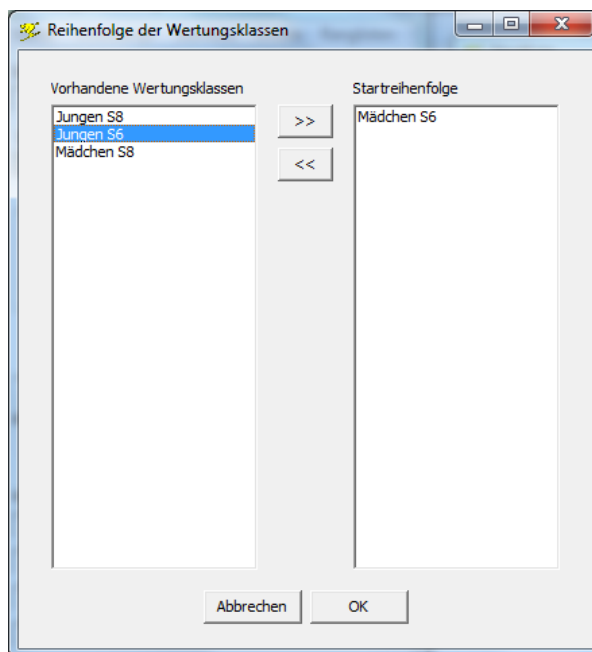 Reihenfolge der Wertungsklassen
Vorhandene Wertungsklassen
Startreihenfolge
Jungen S8
Jungen S6
Mädchen S8
>>
<<
Mädchen S6
Abbrechen
OK